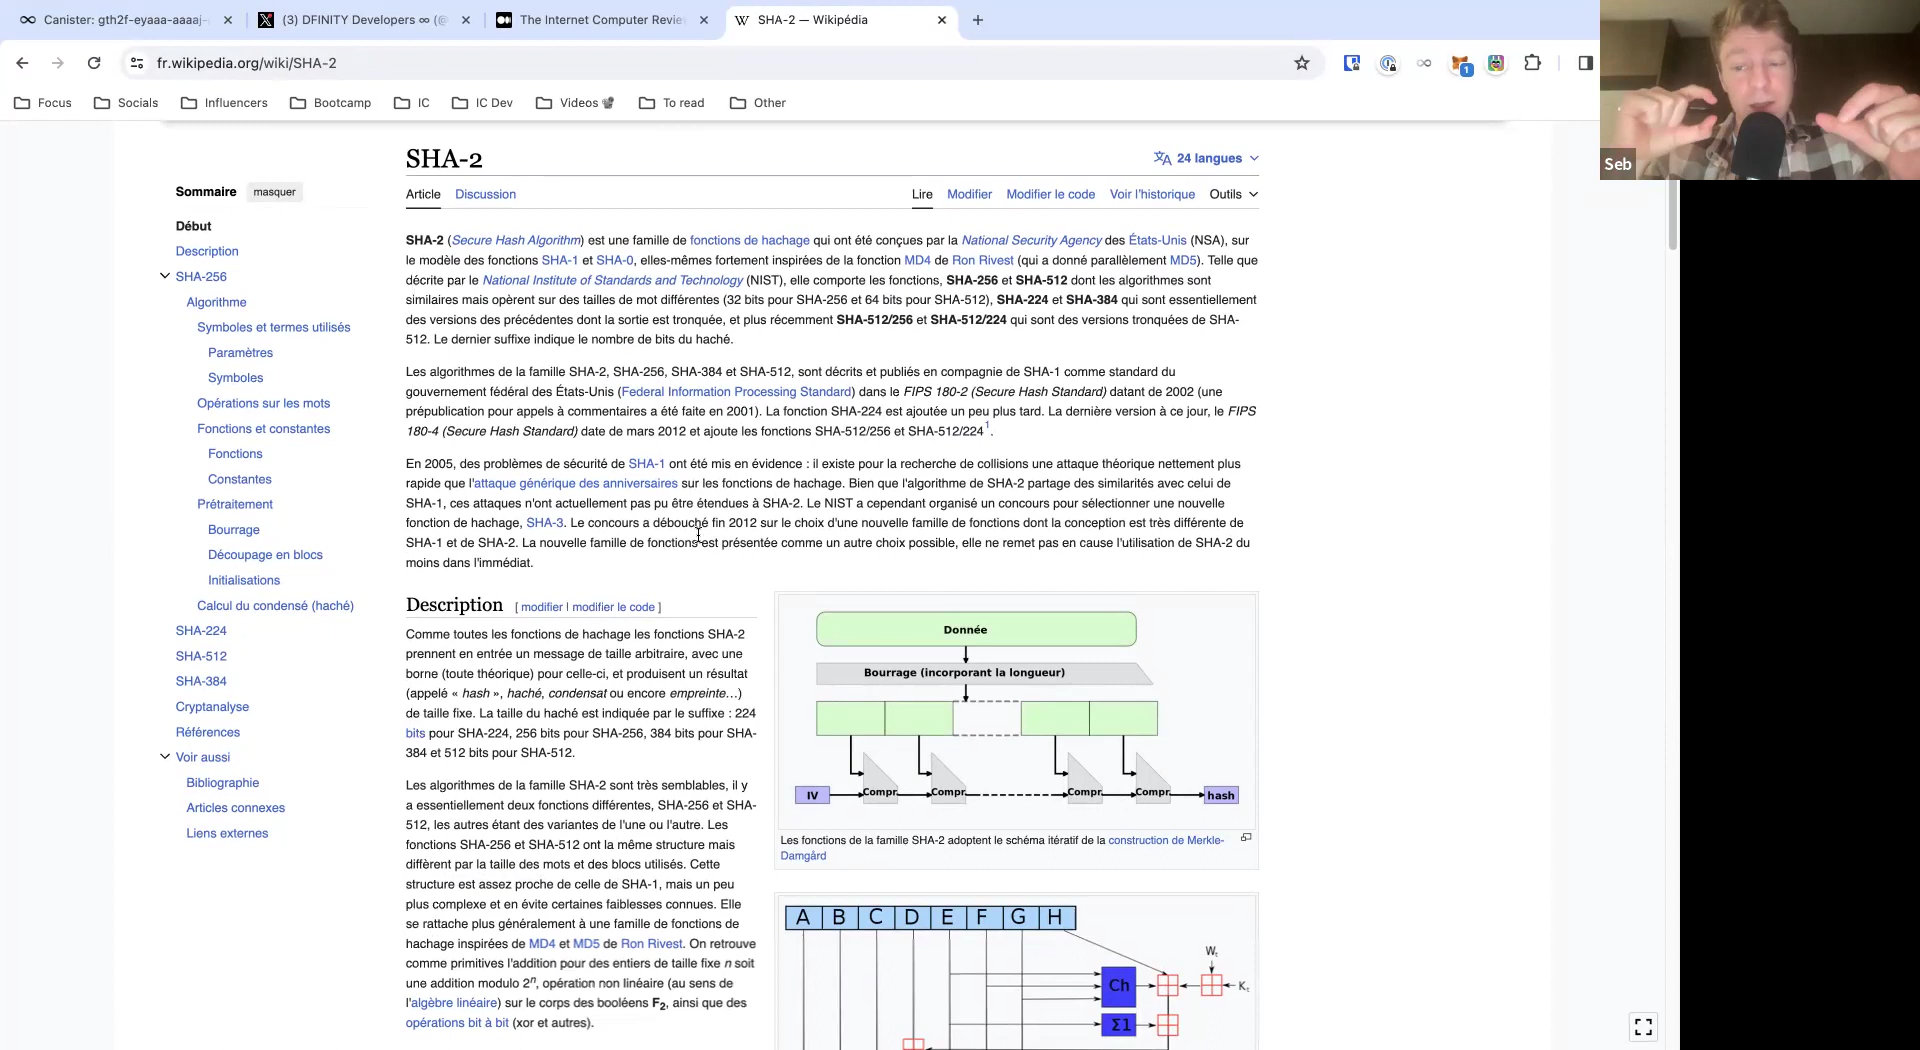 Canister: gth2f-eyaaa-aaaaj-
(3) DFINITY Developers ∞ (@
The Internet Computer Revie
SHA-2 — Wikipédia
fr.wikipedia.org/wiki/SHA-2
1
Focus
Socials
Influencers
Bootcamp
IC
IC Dev
Videos
To read
Other
Seb
SHA-2
24 langues
Sommaire masquer
Article Discussion Lire Modifier Modifier le code Voir l'historique Outils
Début
Description
SHA-256
Algorithme
Symboles et termes utilisés
Paramètres
Symboles
Opérations sur les mots
Fonctions et constantes
Fonctions
Constantes
Prétraitement
Bourrage
Découpage en blocs
Initialisations
Calcul du condensé (haché)
SHA-224
SHA-512
SHA-384
Cryptanalyse
Références
Voir aussi
Bibliographie
Articles connexes
Liens externes
SHA-2 (Secure Hash Algorithm) est une famille de fonctions de hachage qui ont été conçues par la National Security Agency des États-Unis (NSA), sur
le modèle des fonctions SHA-1 et SHA-0, elles-mêmes fortement inspirées de la fonction MD4 de Ron Rivest (qui a donné parallèlement MD5). Telle que
décrite par le National Institute of Standards and Technology (NIST), elle comporte les fonctions, SHA-256 et SHA-512 dont les algorithmes sont
similaires mais opèrent sur des tailles de mot différentes (32 bits pour SHA-256 et 64 bits pour SHA-512), SHA-224 et SHA-384 qui sont essentiellement
des versions des précédentes dont la sortie est tronquée, et plus récemment SHA-512/256 et SHA-512/224 qui sont des versions tronquées de SHA-
512. Le dernier suffixe indique le nombre de bits du haché.
Les algorithmes de la famille SHA-2, SHA-256, SHA-384 et SHA-512, sont décrits et publiés en compagnie de SHA-1 comme standard du
gouvernement fédéral des États-Unis (Federal Information Processing Standard) dans le FIPS 180-2 (Secure Hash Standard) datant de 2002 (une
prépublication pour appels à commentaires a été faite en 2001). La fonction SHA-224 est ajoutée un peu plus tard. La dernière version à ce jour, le FIPS
180-4 (Secure Hash Standard) date de mars 2012 et ajoute les fonctions SHA-512/256 et SHA-512/224 1.
En 2005, des problèmes de sécurité de SHA-1 ont été mis en évidence : il existe pour la recherche de collisions une attaque théorique nettement plus
rapide que l'attaque générique des anniversaires sur les fonctions de hachage. Bien que l'algorithme de SHA-2 partage des similarités avec celui de
SHA-1, ces attaques n'ont actuellement pas pu être étendues à SHA-2. Le NIST a cependant organisé un concours pour sélectionner une nouvelle
fonction de hachage, SHA-3. Le concours a débouché fin 2012 sur le choix d'une nouvelle famille de fonctions dont la conception est très différente de
SHA-1 et de SHA-2. La nouvelle famille de fonctions est présentée comme un autre choix possible, elle ne remet pas en cause l'utilisation de SHA-2 du
moins dans l'immédiat.
Description [ modifier | modifier le code ]
Comme toutes les fonctions de hachage les fonctions SHA-2
prennent en entrée un message de taille arbitraire, avec une
borne (toute théorique) pour celle-ci, et produisent un résultat
(appelé « hash », haché, condensat ou encore empreinte...)
de taille fixe. La taille du haché est indiquée par le suffixe : 224
bits pour SHA-224, 256 bits pour SHA-256, 384 bits pour SHA-
384 et 512 bits pour SHA-512.
Les algorithmes de la famille SHA-2 sont très semblables, il y
a essentiellement deux fonctions différentes, SHA-256 et SHA-
512, les autres étant des variantes de l'une ou l'autre. Les
fonctions SHA-256 et SHA-512 ont la même structure mais
diffèrent par la taille des mots et des blocs utilisés. Cette
structure est assez proche de celle de SHA-1, mais un peu
plus complexe et en évite certaines faiblesses connues. Elle
se rattache plus généralement à une famille de fonctions de
hachage inspirées de MD4 et MD5 de Ron Rivest. On retrouve
comme primitives l'addition pour des entiers de taille fixe n soit
une addition modulo 2n, opération non linéaire (au sens de
l'algèbre linéaire) sur le corps des booléens F2, ainsi que des
opérations bit à bit (xor et autres).
Donnée
Bourrage (incorporant la longueur)
IV Compr. Compr. Compr. Compr. hash
Les fonctions de la famille SHA-2 adoptent le schéma itératif de la construction de Merkle-
Damgård
A B C D E F G H
Wt
Ch Kt
Σ1